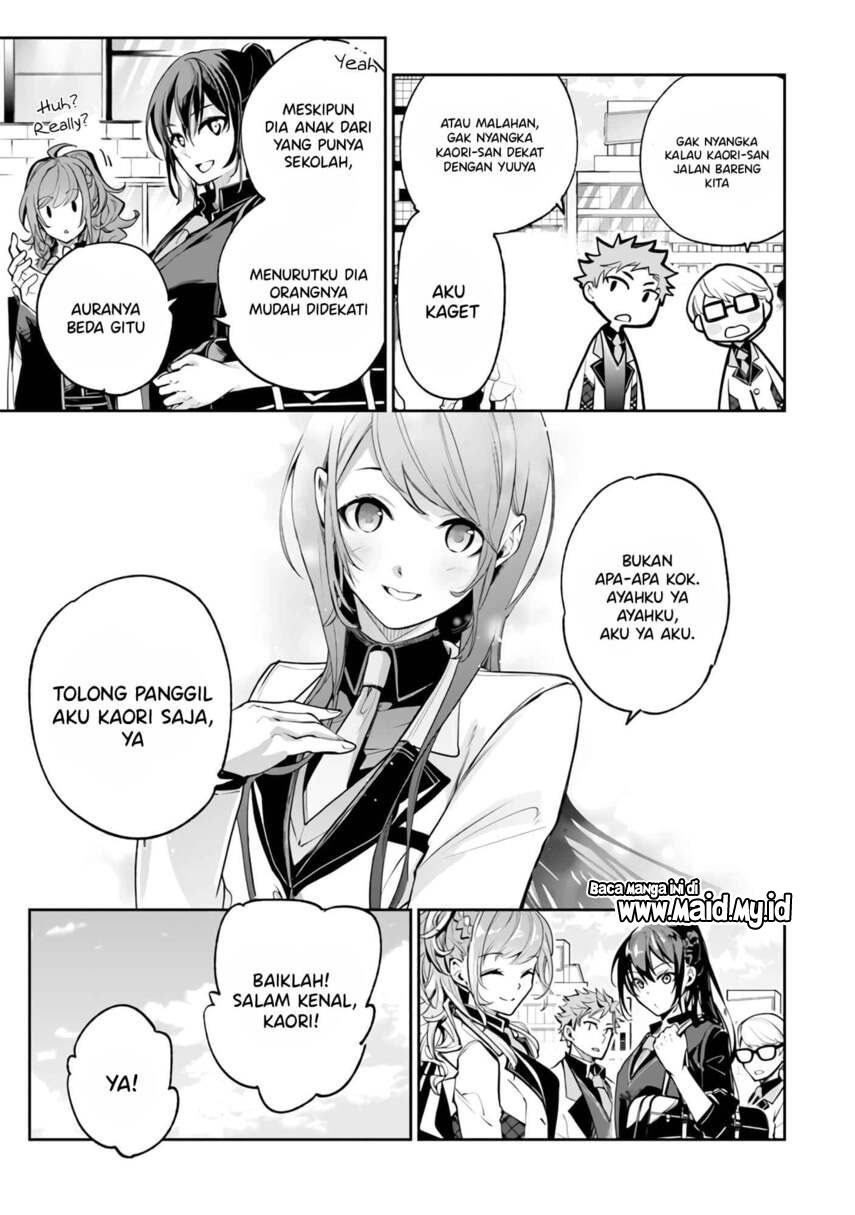 GAK NYANGKA
KALAU KAORI-SAN
JALAN BARENG
KITA
ATAU MALAHAN,
GAK NYANGKA
KAORI-SAN DEKAT
DENGAN YUUYA
AKU
KAGET
Yeah
MESKIPUN
DIA ANAK DARI
YANG PUNYA
SEKOLAH,
MENURUTKU DIA
ORANGNYA
MUDAH DIDEKATI
Huh?
Really?
AURANYA
BEDA GITU
BUKAN
APA-APA KOK.
AYAHKU YA
AYAHKU,
AKU YA AKU.
TOLONG PANGGIL
AKU KAORI SAJA,
YA
Baca manga ini di
www.Maid.my.id
BAIKLAH!
SALAM KENAL,
KAORI!
YA!